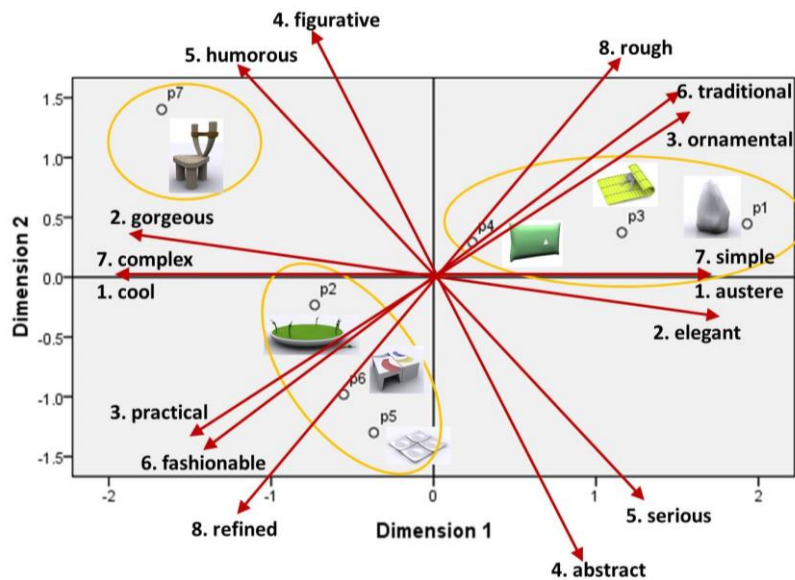 4. figurative
5. humorous
8. rough
6. traditional
3. ornamental
1.5
1.0
0.5
0.0
-0.5
-1.0
-1.5
Dimension 2
p7
2. gorgeous
7. complex
1. cool
p4
p3
p1
7. simple
1. austere
2. elegant
p2
p6
p5
3. practical
6. fashionable
8. refined
5. serious
4. abstract
-2
-1
0
1
2
Dimension 1